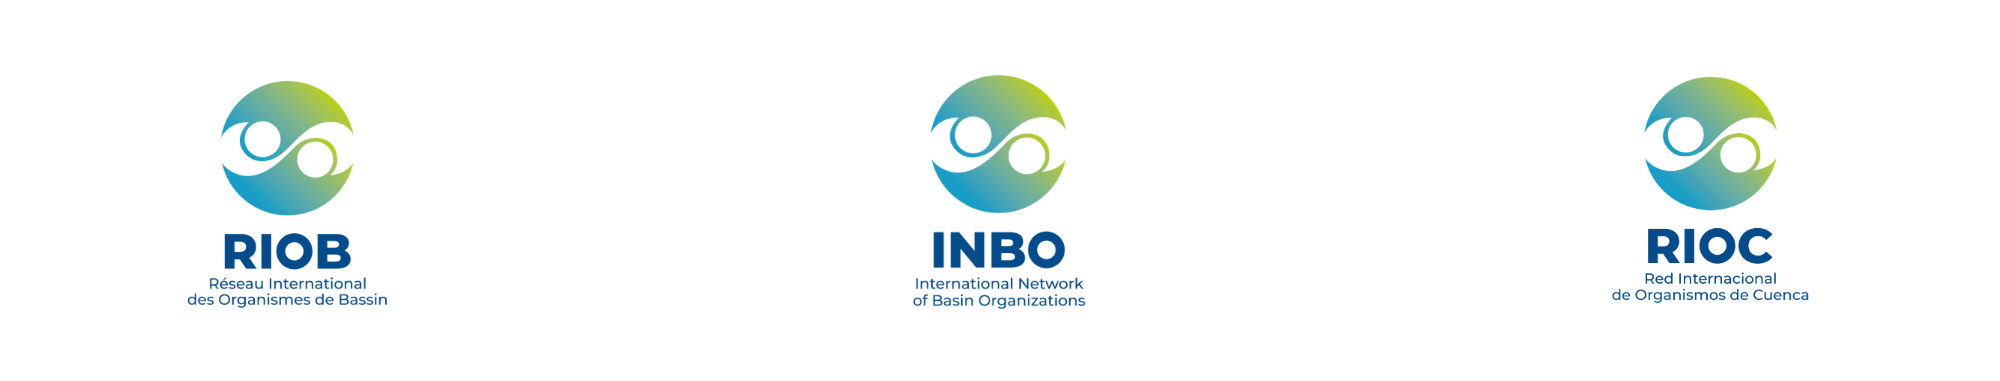 RIOB
Réseau International
des Organismes de Bassin
INBO
International Network
of Basin Organizations
RIOC
Red Internacional
de Organismos de Cuenca